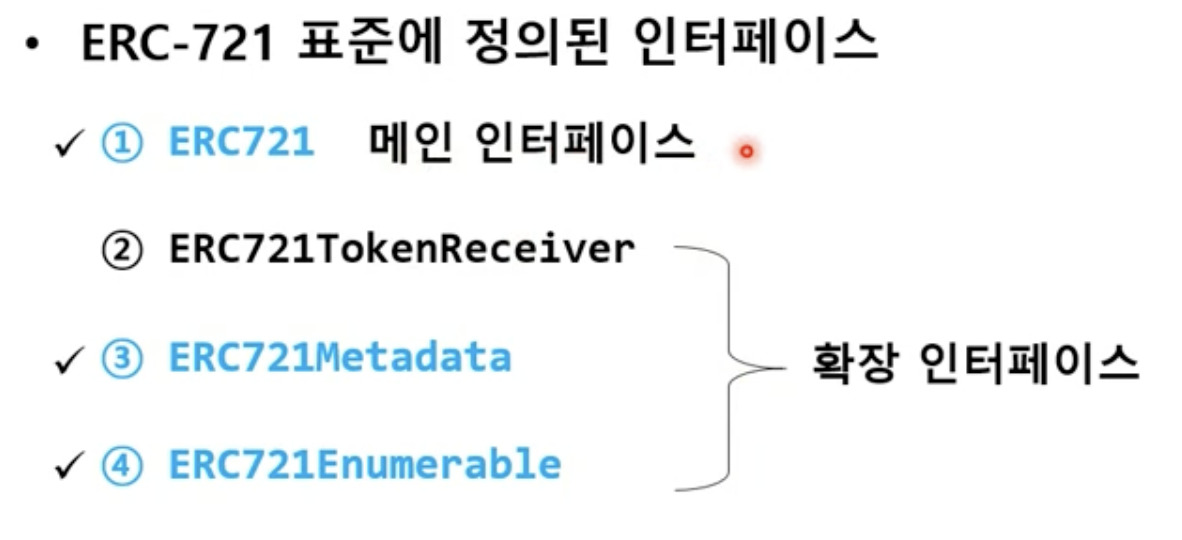 • ERC-721 표준에 정의된 인터페이스
✓ ① ERC721 메인 인터페이스
② ERC721TokenReceiver
✓ ③ ERC721Metadata
확장 인터페이스
✓ ④ ERC721Enumerable